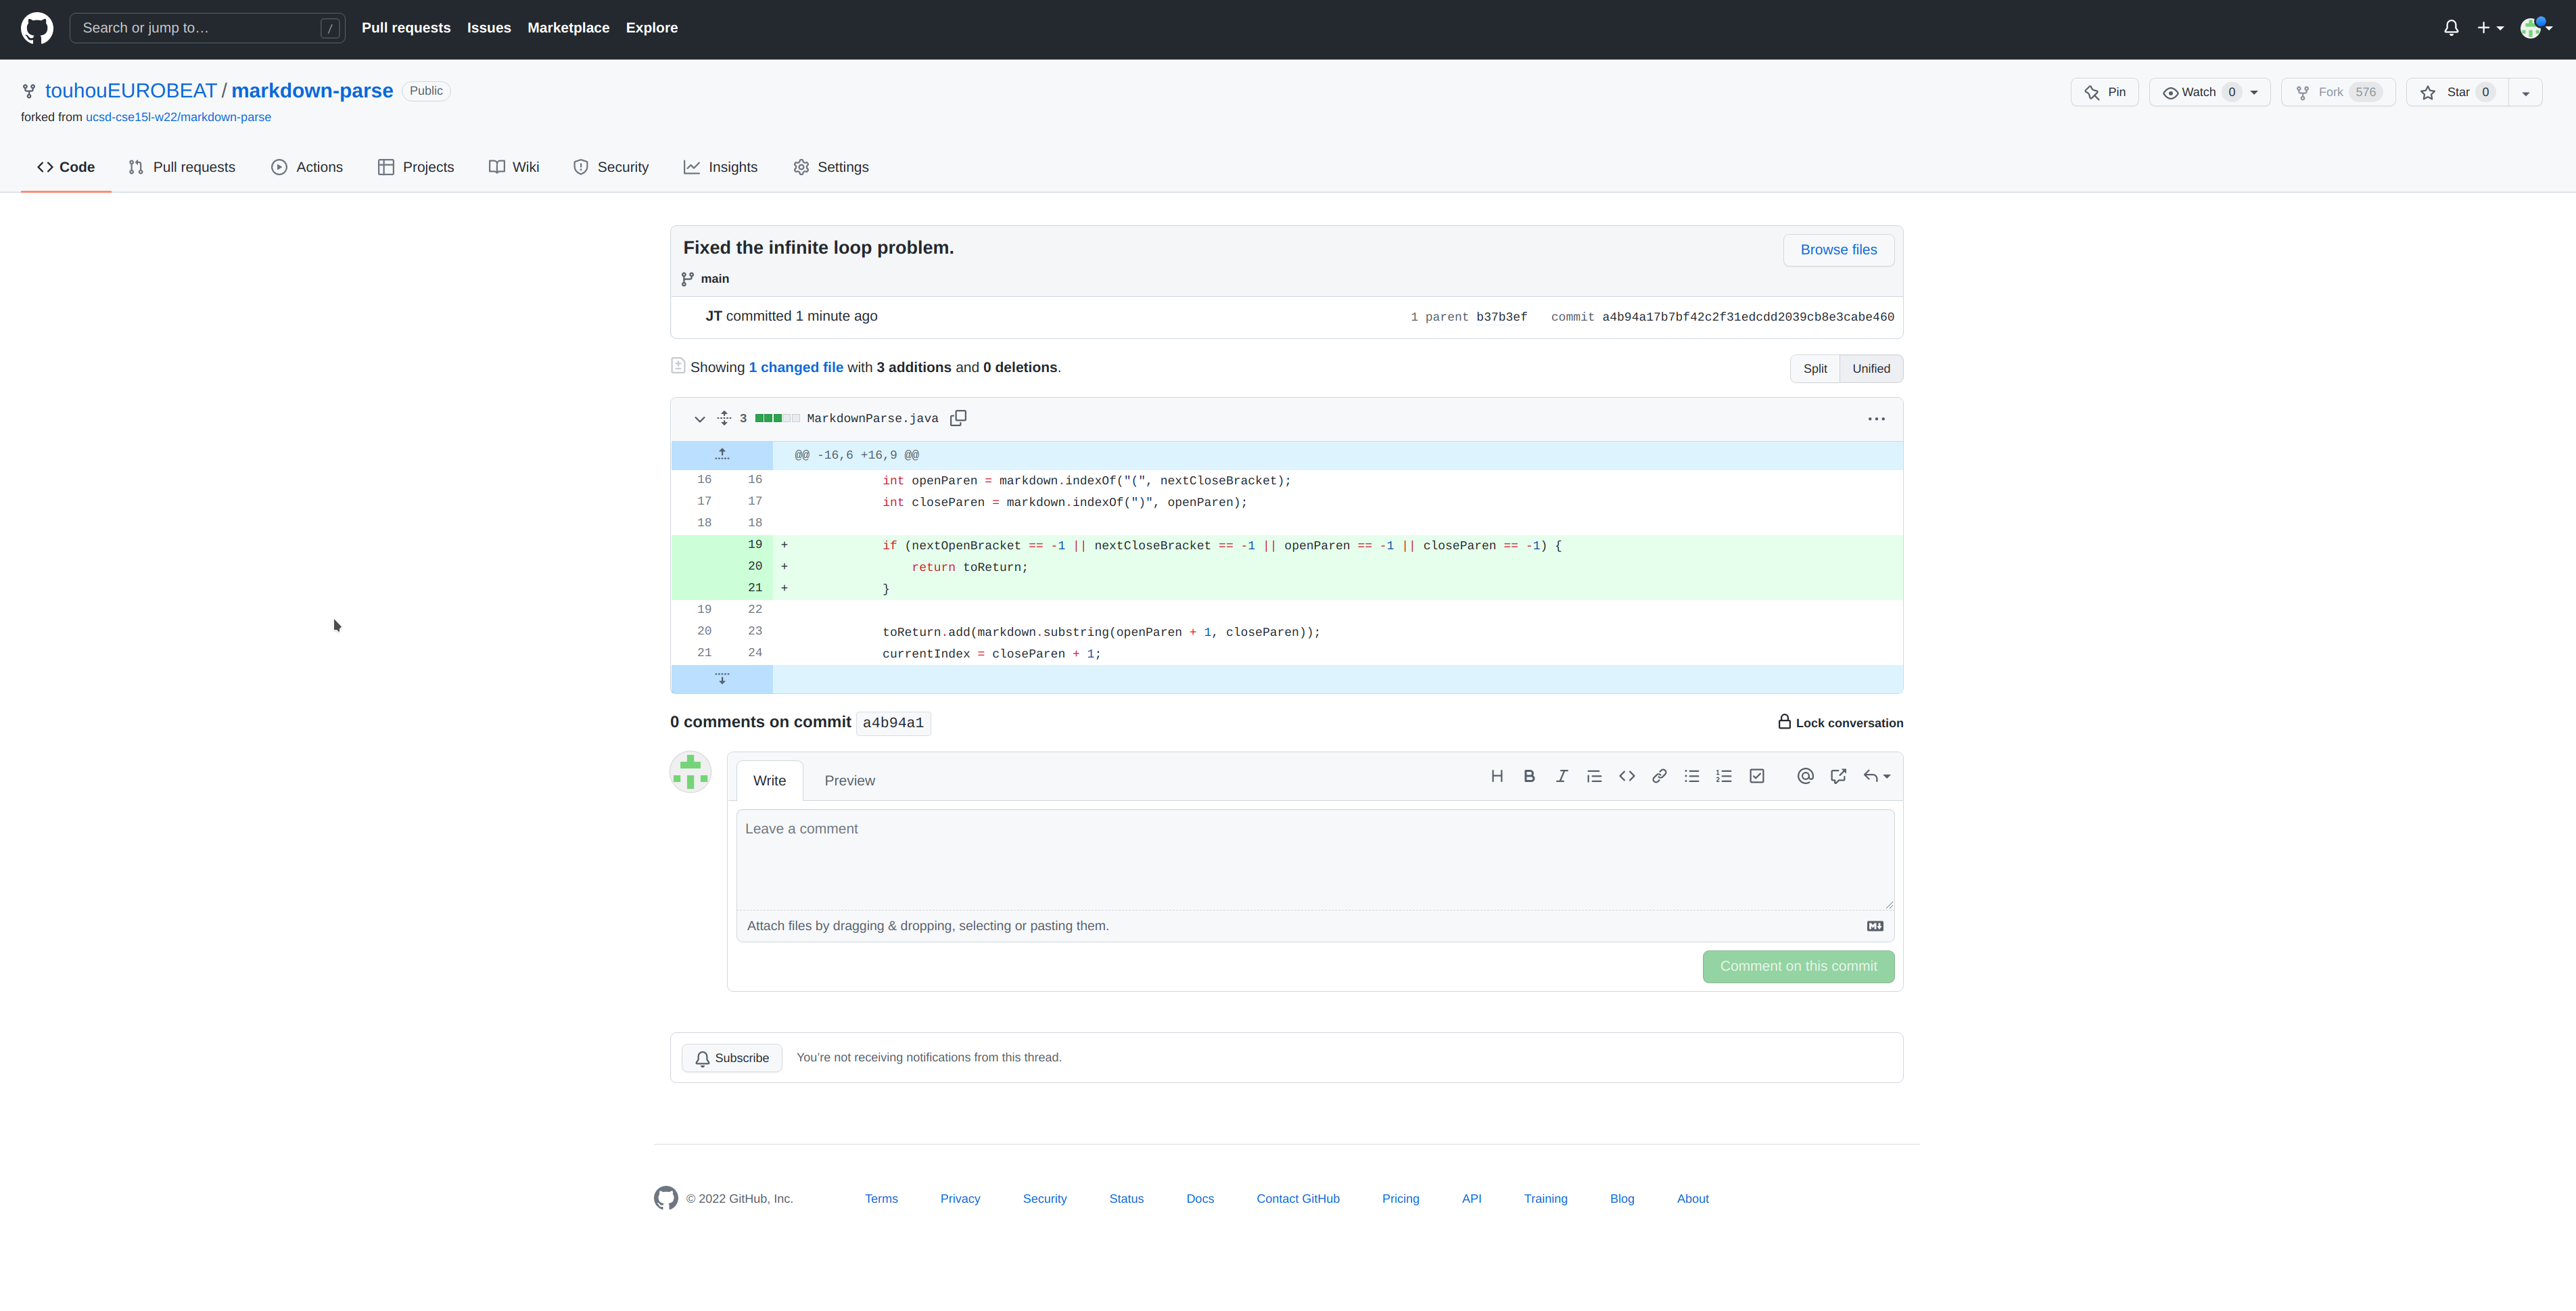 Search or jump to… / Pull requests Issues Marketplace Explore
touhouEUROBEAT / markdown-parse Public Pin Watch 0 Fork 576 Star 0
forked from ucsd-cse15l-w22/markdown-parse
Code Pull requests Actions Projects Wiki Security Insights Settings
Fixed the infinite loop problem. Browse files
main
JT committed 1 minute ago 1 parent b37b3ef commit a4b94a17b7bf42c2f31edcdd2039cb8e3cabe460
Showing 1 changed file with 3 additions and 0 deletions. Split Unified
3 MarkdownParse.java
@@ -16,6 +16,9 @@
16 16 int openParen = markdown.indexOf("(", nextCloseBracket);
17 17 int closeParen = markdown.indexOf(")", openParen);
18 18
19 + if (nextOpenBracket == -1 || nextCloseBracket == -1 || openParen == -1 || closeParen == -1) {
20 + return toReturn;
21 + }
19 22
20 23 toReturn.add(markdown.substring(openParen + 1, closeParen));
21 24 currentIndex = closeParen + 1;
0 comments on commit a4b94a1 Lock conversation
Write Preview
Leave a comment
Attach files by dragging & dropping, selecting or pasting them.
Comment on this commit
Subscribe You're not receiving notifications from this thread.
© 2022 GitHub, Inc. Terms Privacy Security Status Docs Contact GitHub Pricing API Training Blog About